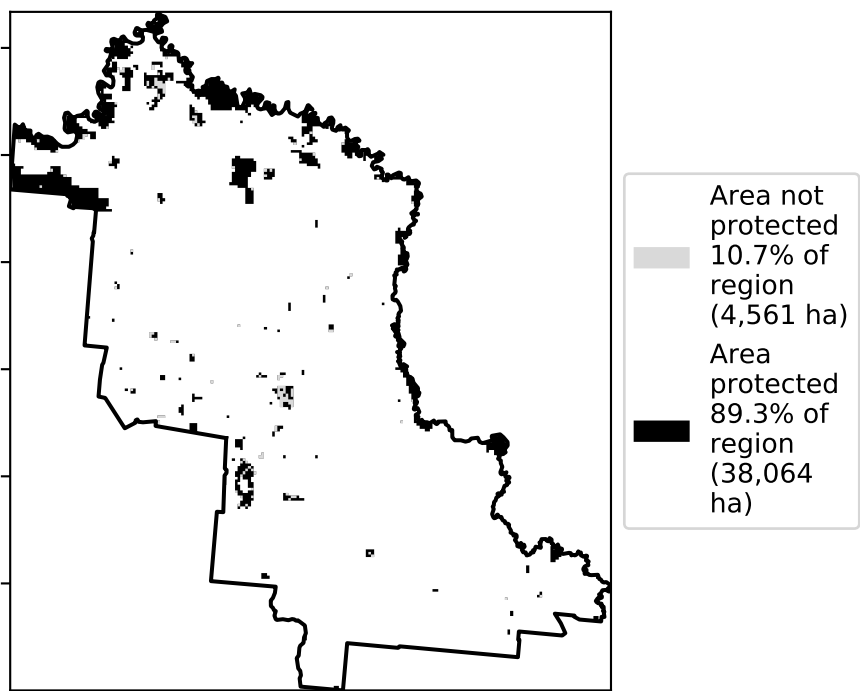 Area not
protected
10.7% of
region
(4,561 ha)
Area
protected
89.3% of
region
(38,064
ha)